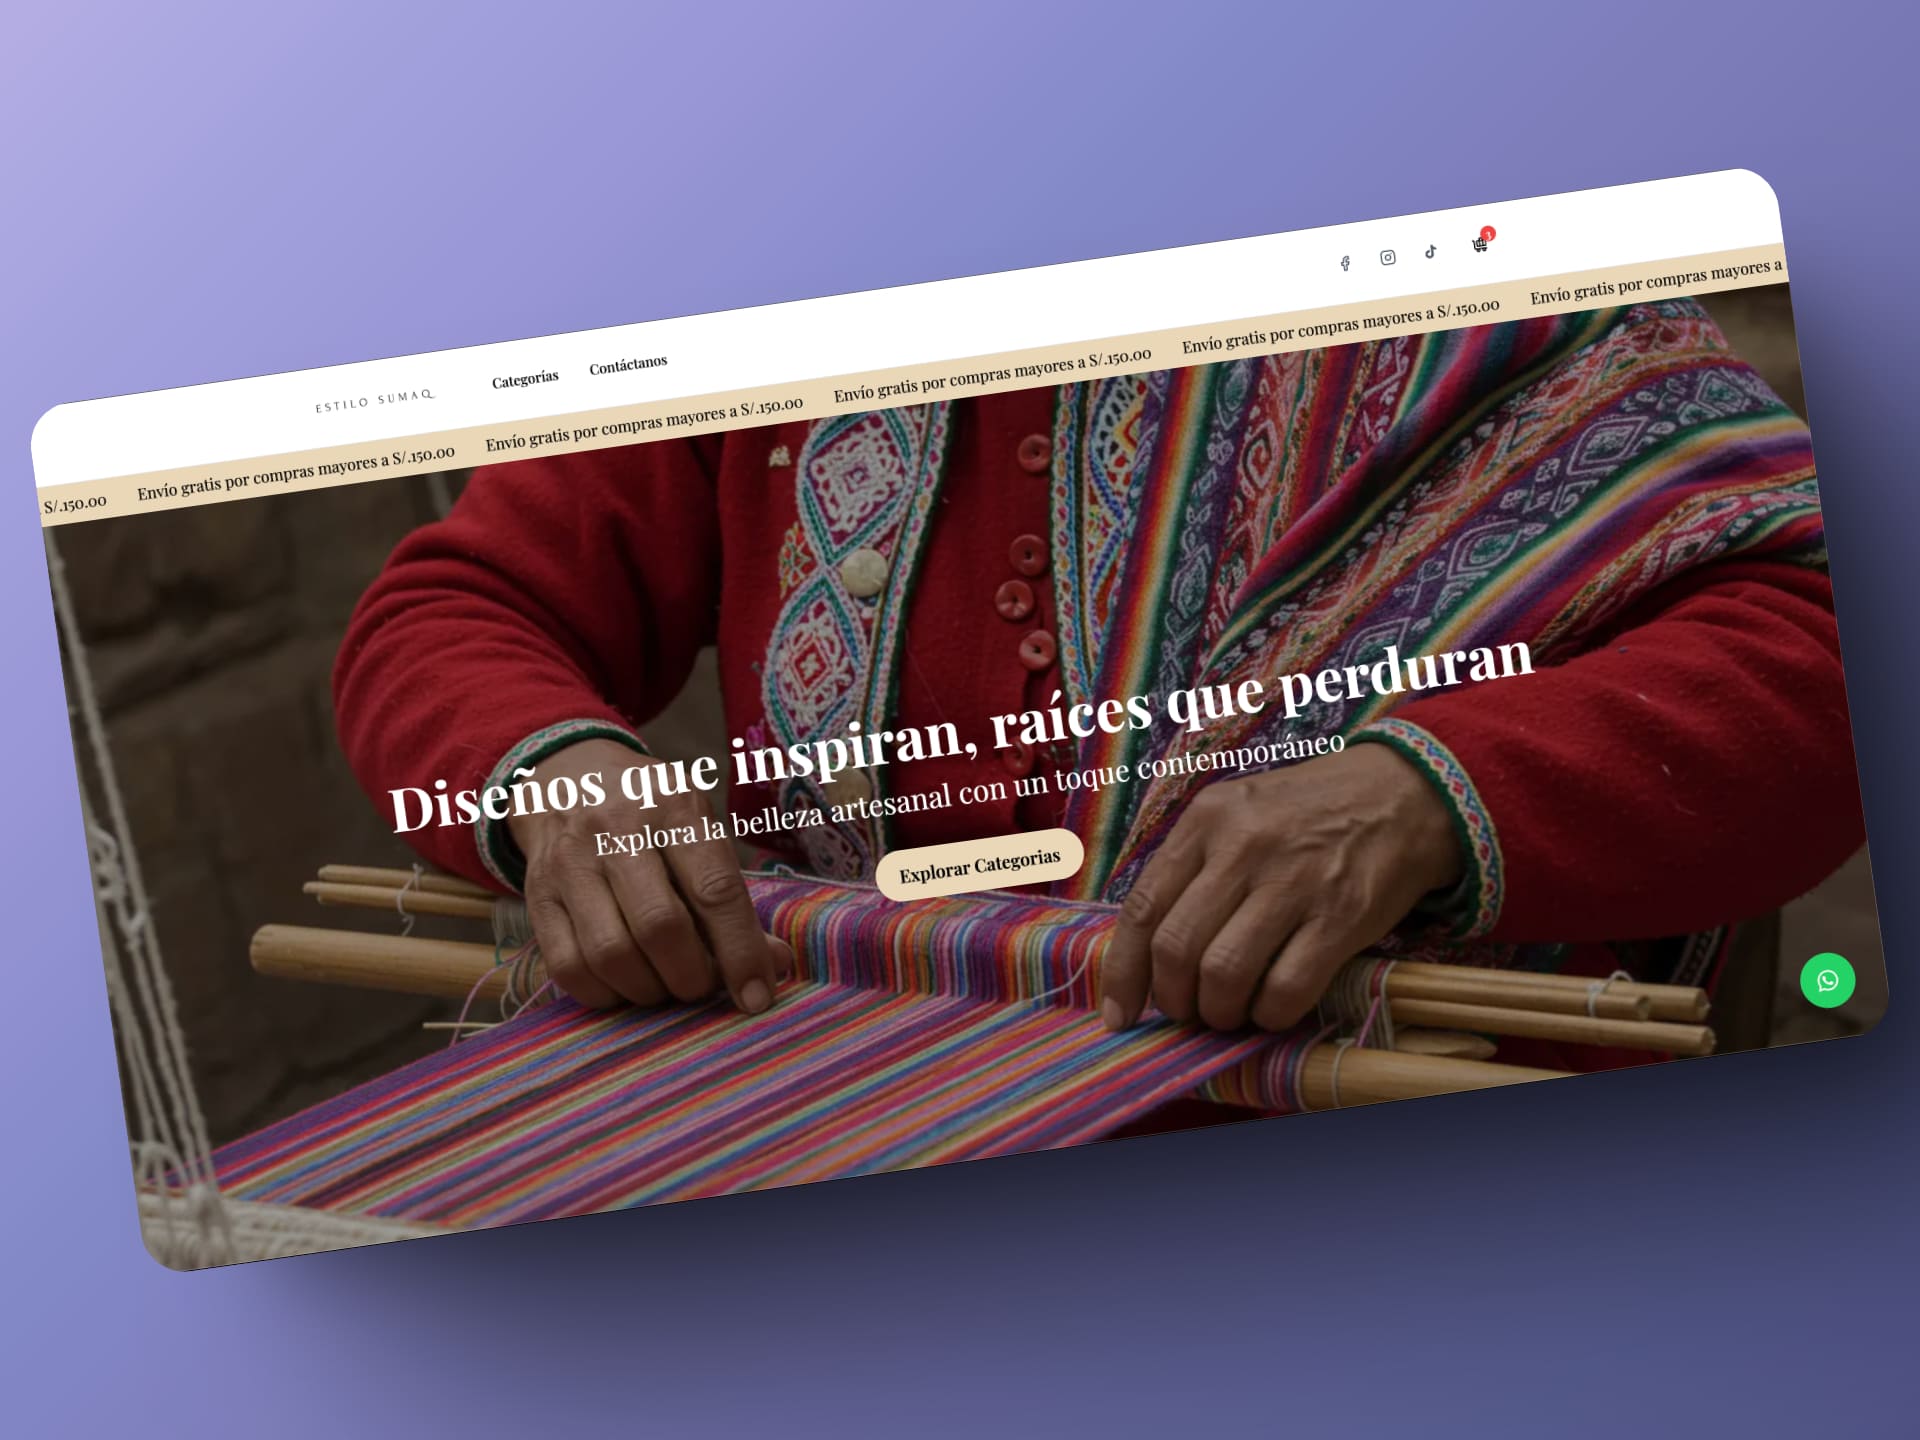 ESTILO SUMAQ
Categorías
Contáctanos
3
S/.150.00
Envío gratis por compras mayores a S/.150.00
Envío gratis por compras mayores a S/.150.00
Envío gratis por compras mayores a S/.150.00
Envío gratis por compras mayores a S/.150.00
Envío gratis por compras mayores a
Diseños que inspiran, raíces que perduran
Explora la belleza artesanal con un toque contemporáneo
Explorar Categorias